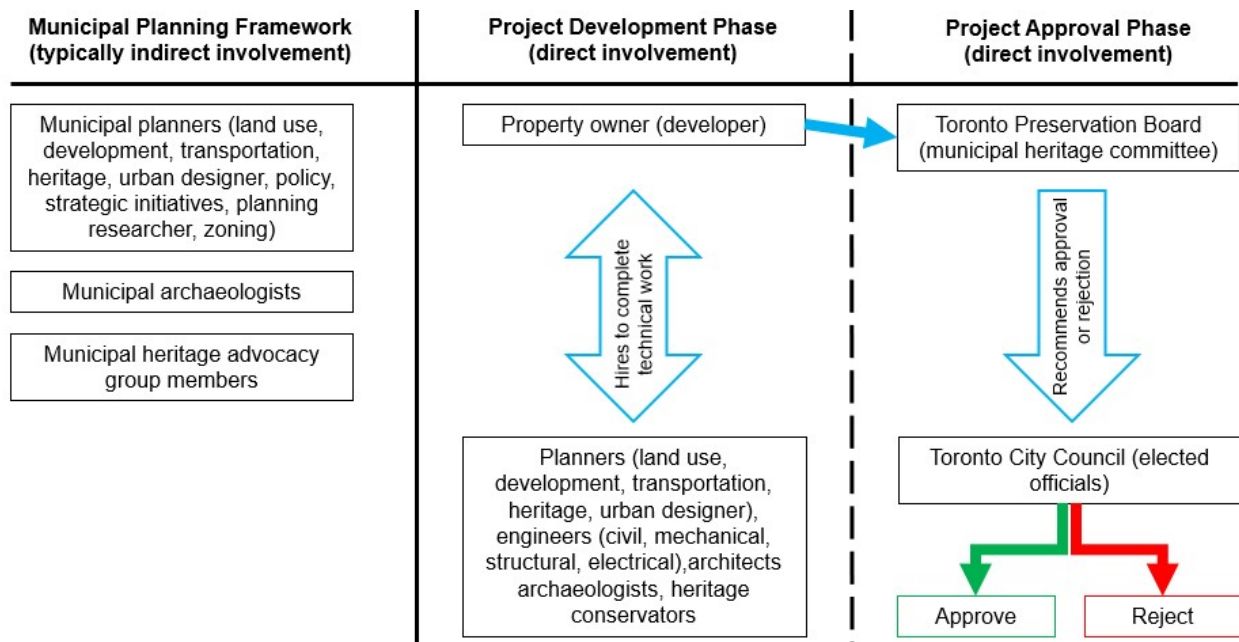 Municipal Planning Framework
(typically indirect involvement)
Municipal planners (land use,
development, transportation,
heritage, urban designer, policy,
strategic initiatives, planning
researcher, zoning)
Municipal archaeologists
Municipal heritage advocacy
group members
Project Development Phase
(direct involvement)
Property owner (developer)
Hires to complete
technical work
Planners (land use,
development, transportation,
heritage, urban designer),
engineers (civil, mechanical,
structural, electrical),architects
archaeologists, heritage
conservators
Project Approval Phase
(direct involvement)
Toronto Preservation Board
(municipal heritage committee)
Recommends approval
or rejection
Toronto City Council (elected
officials)
Approve
Reject